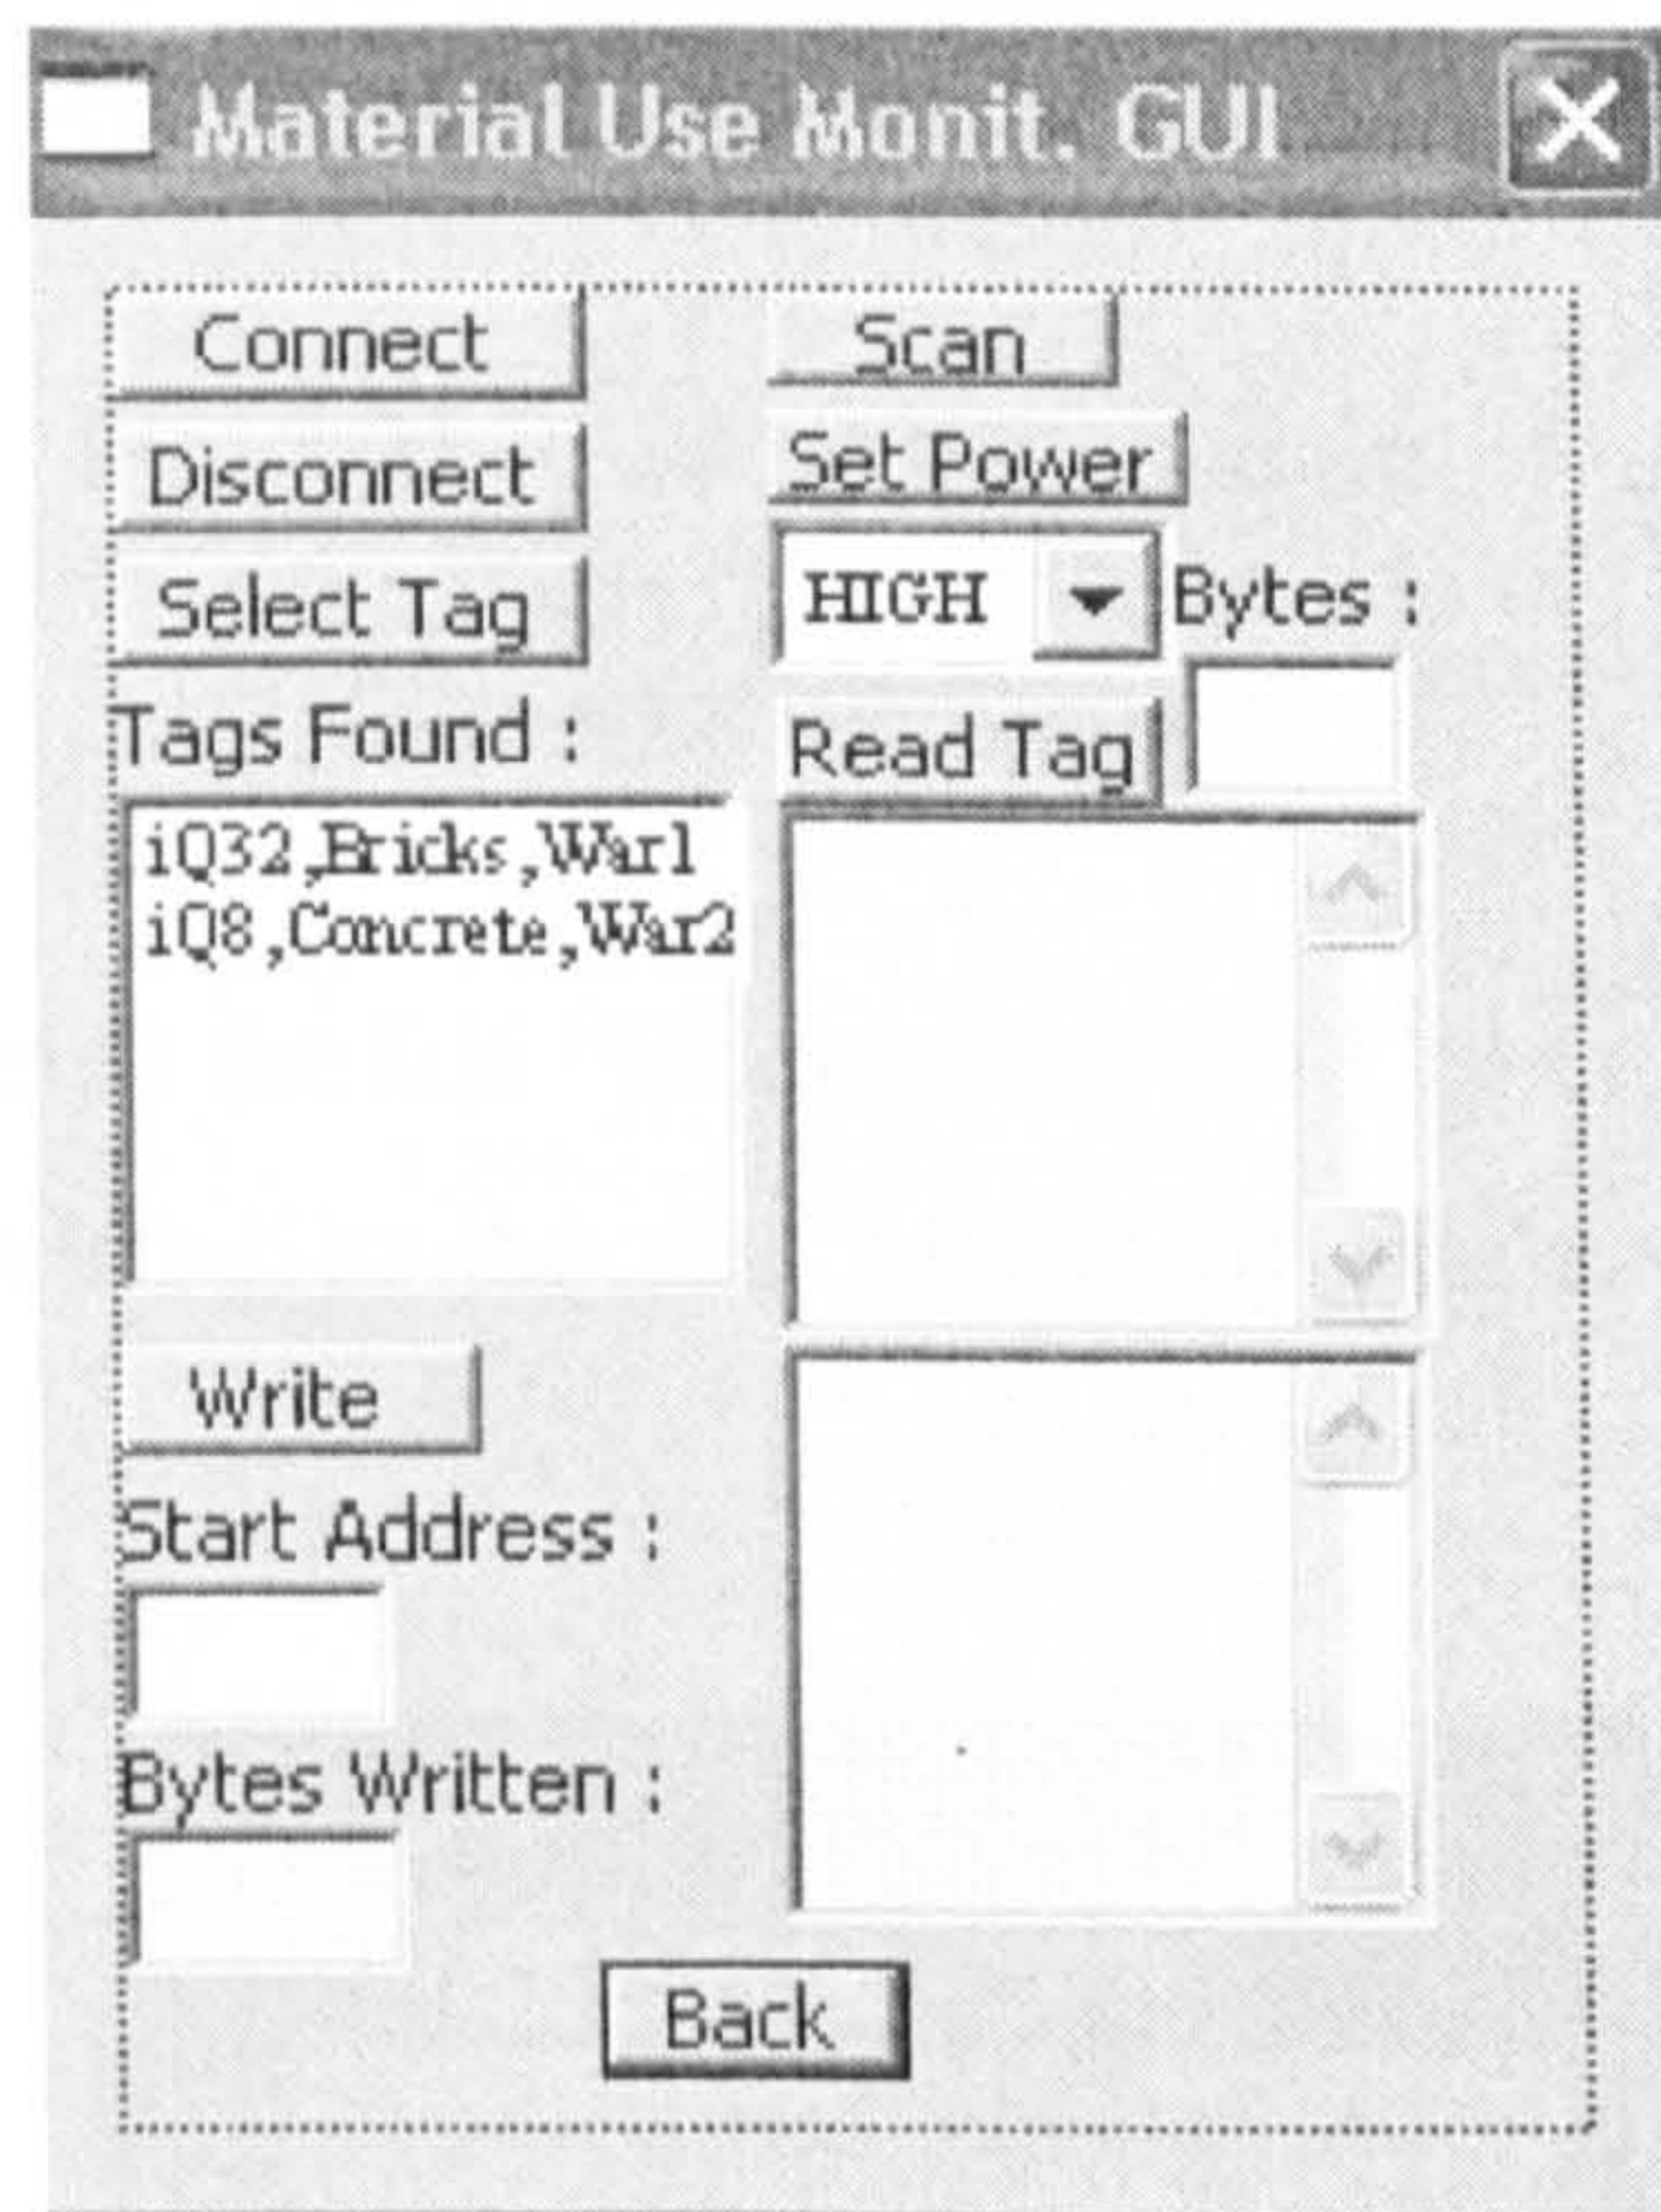 Material Use Monit. GUI
Connect
Scan
Disconnect
Set Power
Select Tag
HIGH
Bytes :
Tags Found :
Read Tag
iQ32,Bricks,War1
iQ8,Concrete,War2
Write
Start Address :
Bytes Written :
Back